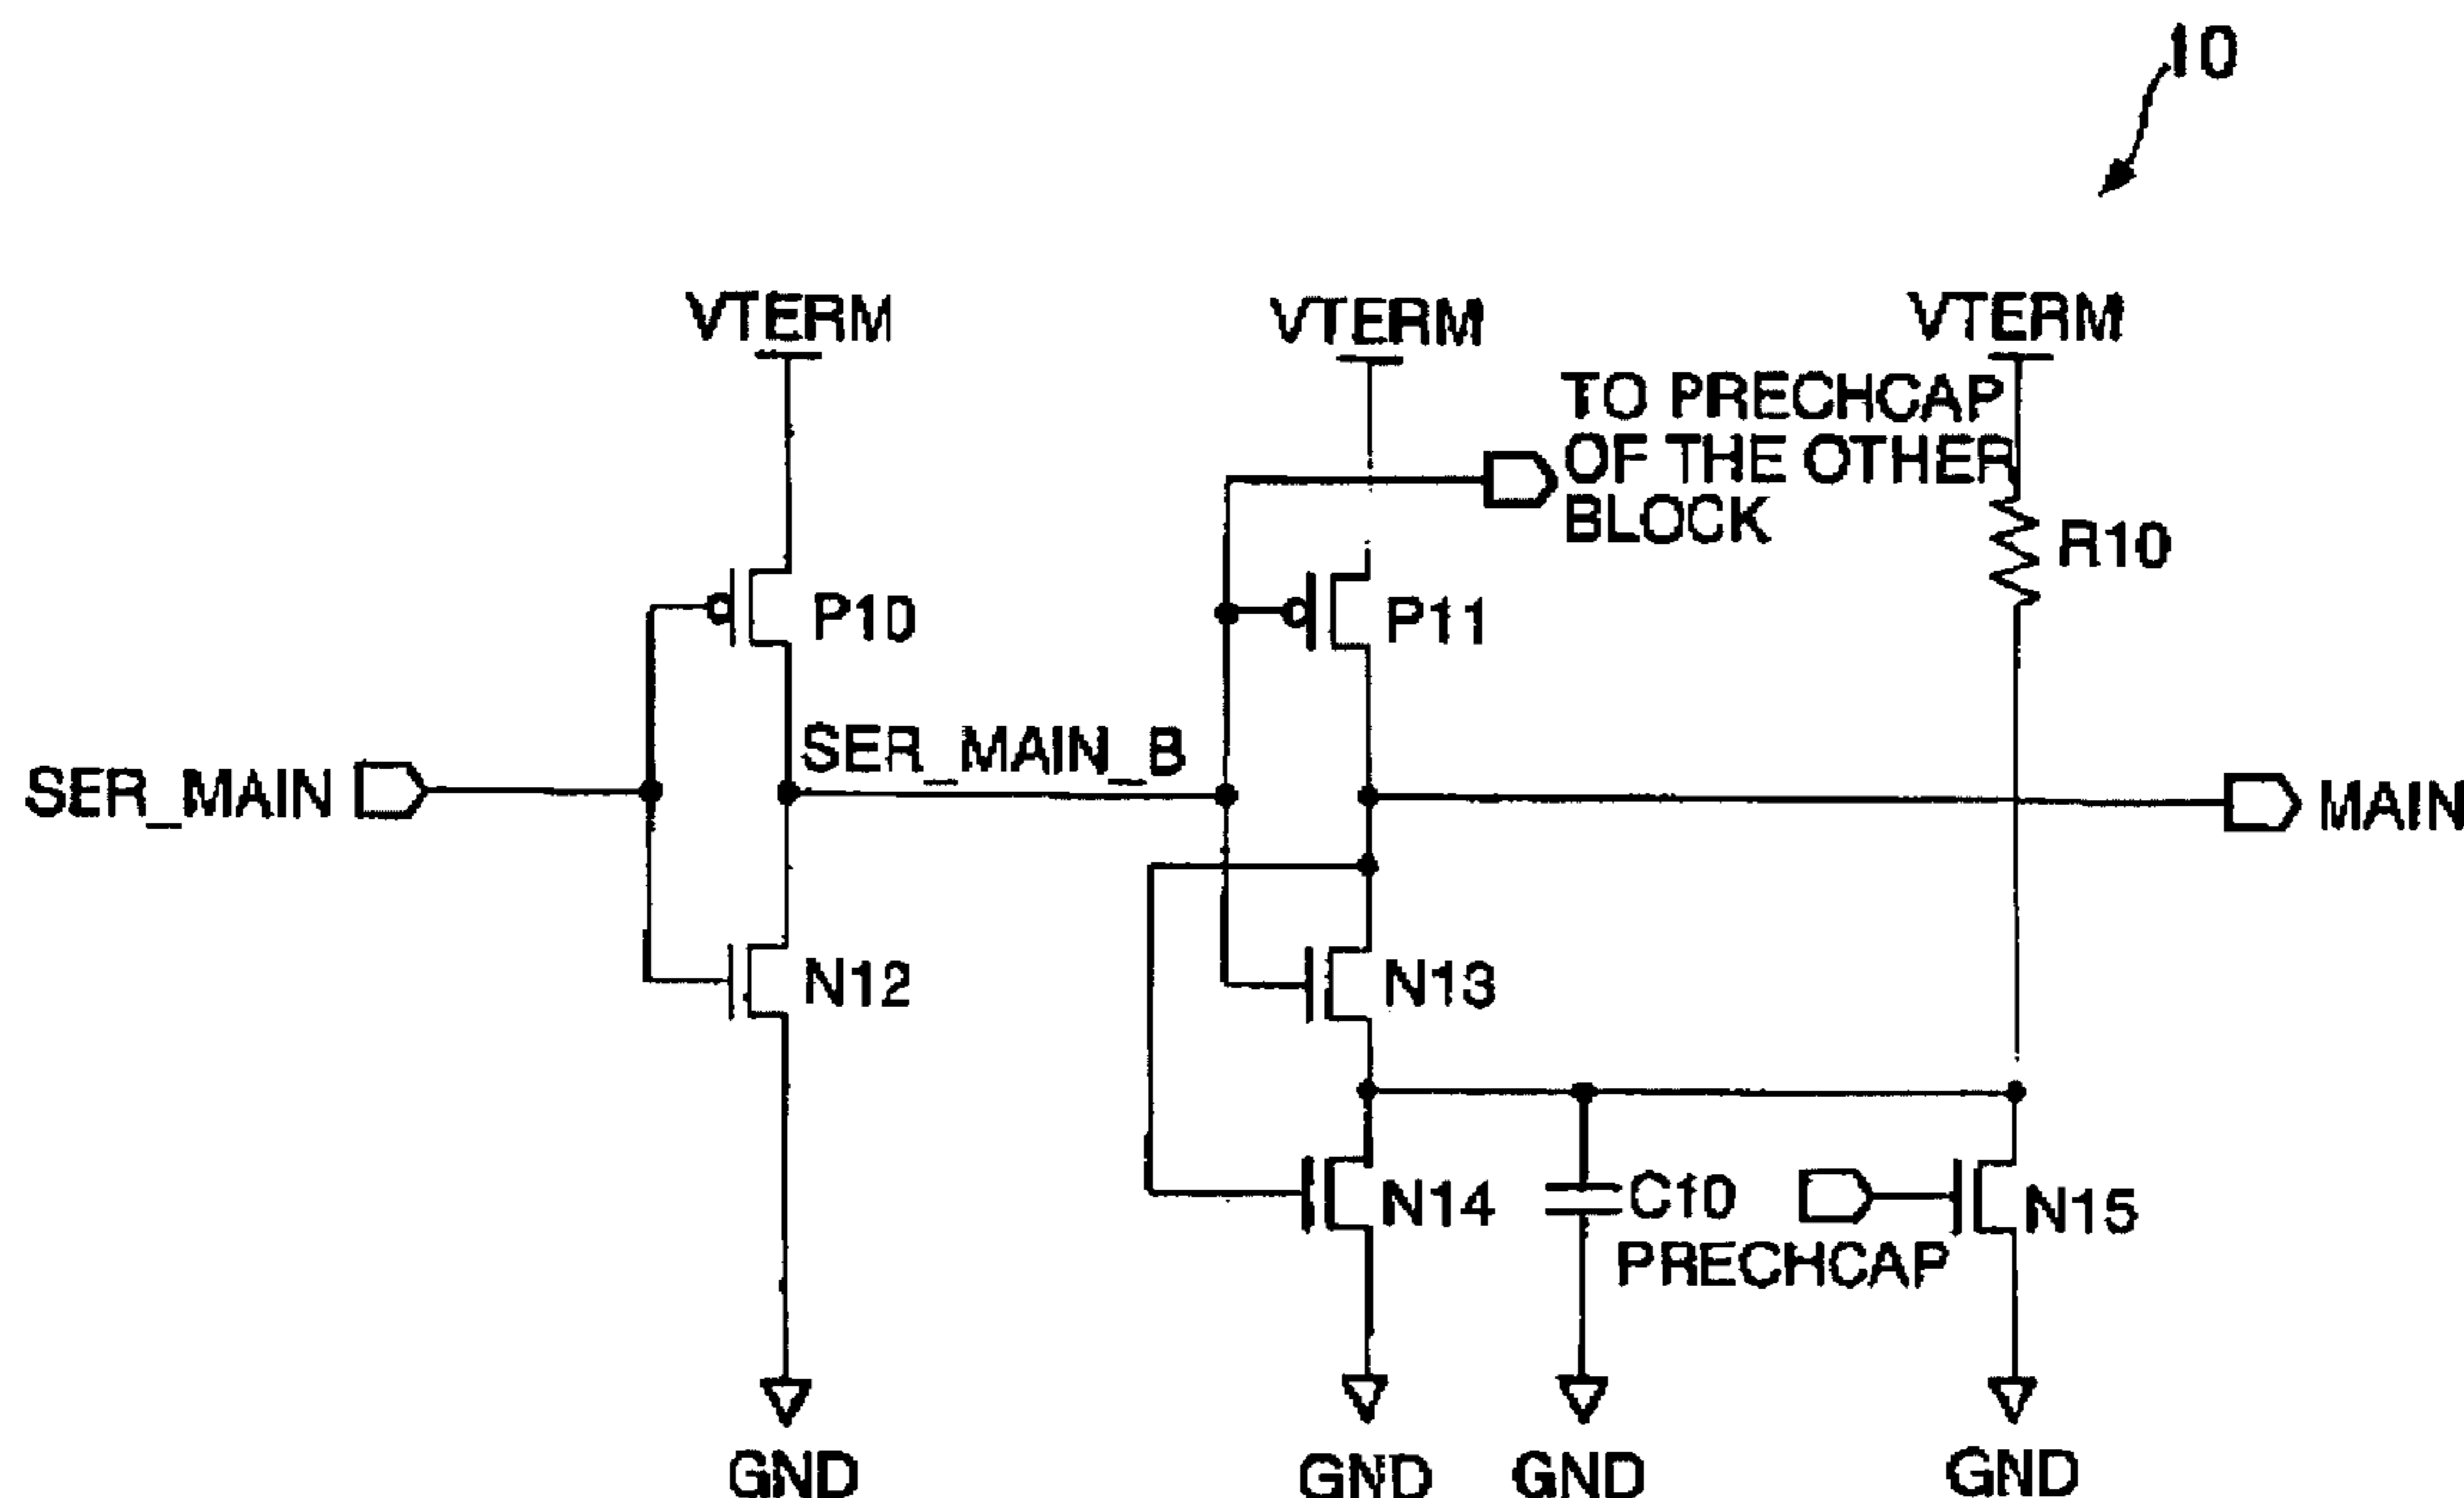 10
VTERM
VTERM
VTERM
TO PRECHCAP
OF THE OTHER
BLOCK
R10
P10
P11
SER_MAIN_B
SER_MAIN
MAIN
N12
N13
N14
C10
PRECHCAP
N15
GND
GND
GND
GND